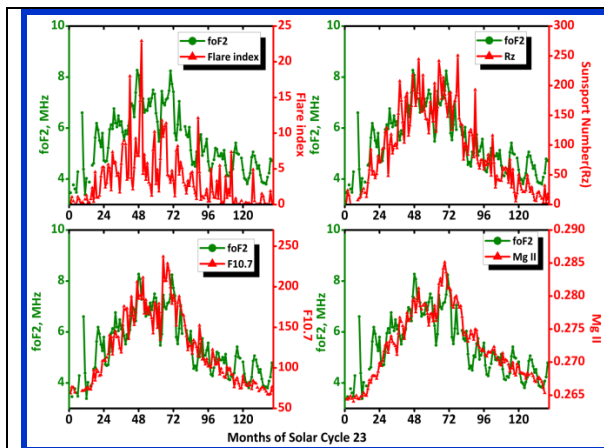 10
8
6
4
foF2, MHz
foF2
Flare index
25
20
15
10
5
0
Flare index
0 24 48 72 96 120
10
8
6
4
foF2, MHz
foF2
Rz
300
250
200
150
100
50
0
Sunsport Number(Rz)
0 24 48 72 96 120
10
8
6
4
foF2, MHz
foF2
F10.7
250
200
150
100
50
F10.7
0 24 48 72 96 120
10
8
6
4
foF2, MHz
foF2
Mg II
0.290
0.285
0.280
0.275
0.270
0.265
Mg II
0 24 48 72 96 120
Months of Solar Cycle 23